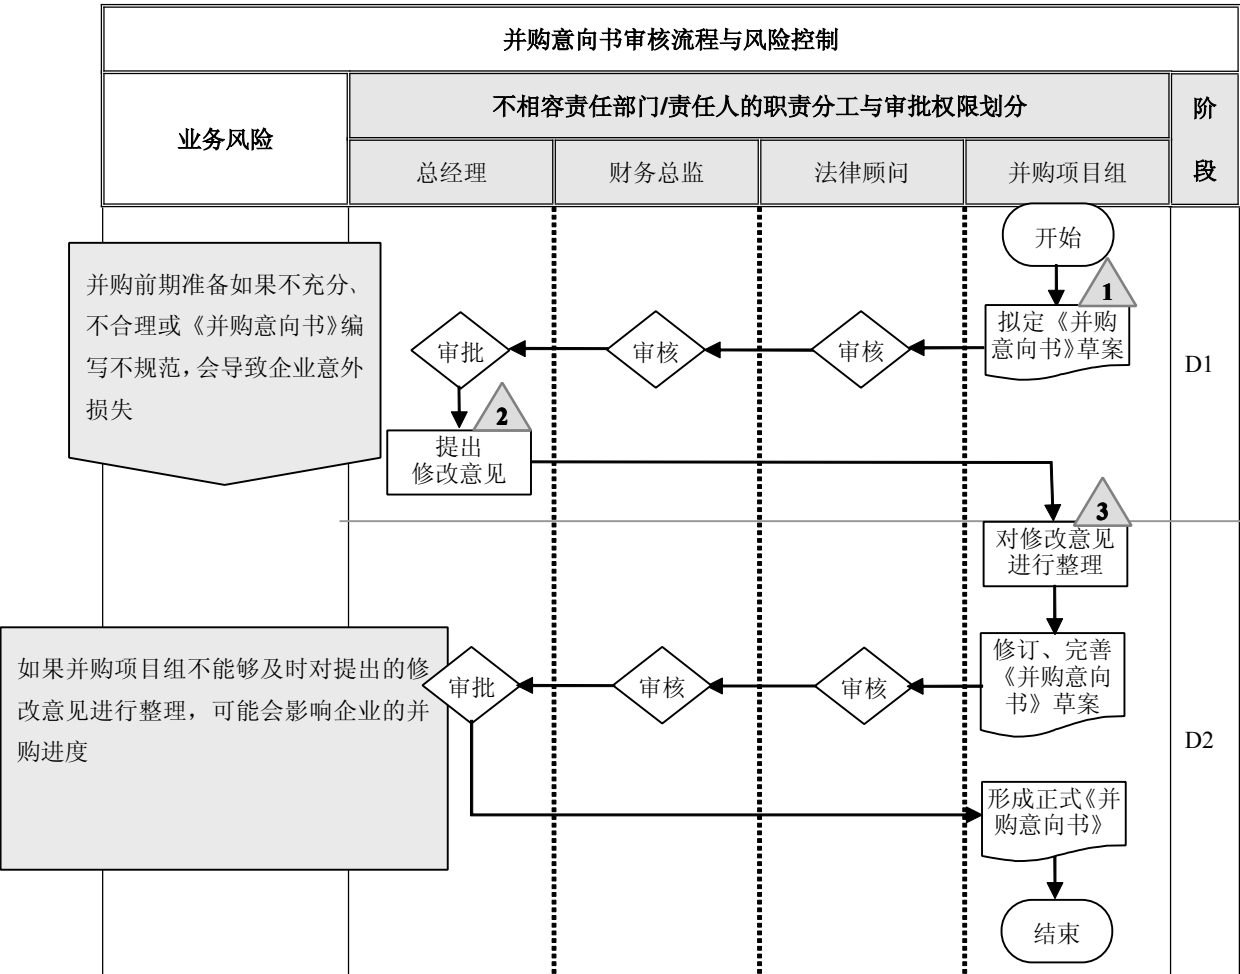 并购意向书审核流程与风险控制
业务风险
不相容责任部门/责任人的职责分工与审批权限划分
阶
段
总经理
财务总监
法律顾问
并购项目组
开始
并购前期准备如果不充分、
不合理或《并购意向书》编
写不规范，会导致企业意外
损失
1
拟定《并购
意向书》草案
审核
审核
审批
D1
2
提出
修改意见
3
对修改意见
进行整理
如果并购项目组不能够及时对提出的修
改意见进行整理，可能会影响企业的并
购进度
修订、完善
《并购意向
书》草案
审核
审核
审批
D2
形成正式《并
购意向书》
结束